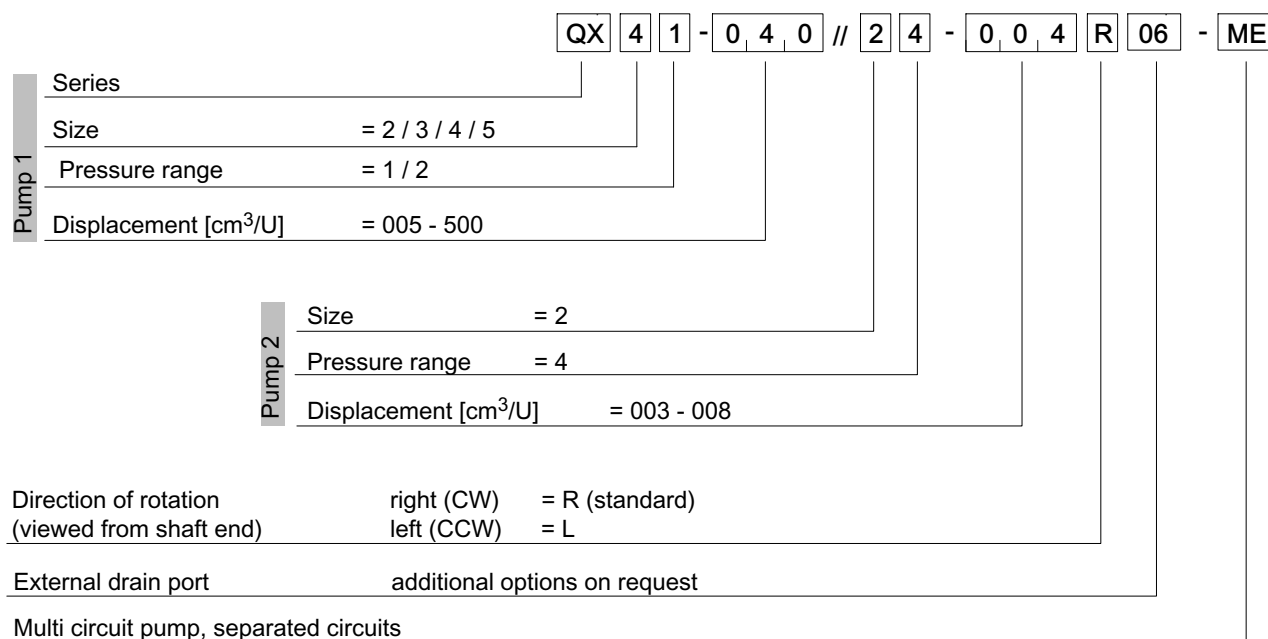 QX 4 1 - 0 4 0 // 2 4 - 0 0 4 R 06 - ME
Pump 1
Series
Size = 2 / 3 / 4 / 5
Pressure range = 1 / 2
Displacement [cm³/U] = 005 - 500
Pump 2
Size = 2
Pressure range = 4
Displacement [cm³/U] = 003 - 008
Direction of rotation right (CW) = R (standard)
(viewed from shaft end) left (CCW) = L
External drain port additional options on request
Multi circuit pump, separated circuits